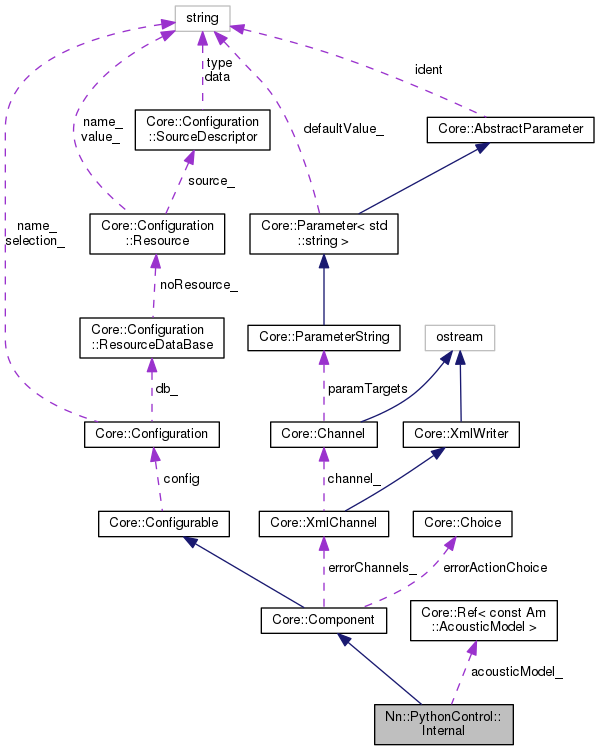 string
type
data
ident
name_
value_
Core::Configuration
::SourceDescriptor
defaultValue_
Core::AbstractParameter
source_
name_
selection_
Core::Configuration
::Resource
Core::Parameter< std
::string >
noResource_
Core::Configuration
::ResourceDataBase
Core::ParameterString
ostream
db_
paramTargets
Core::Configuration
Core::Channel
Core::XmlWriter
config
channel_
Core::Configurable
Core::XmlChannel
Core::Choice
errorChannels_
errorActionChoice
Core::Component
Core::Ref< const Am
::AcousticModel >
acousticModel_
Nn::PythonControl::
Internal